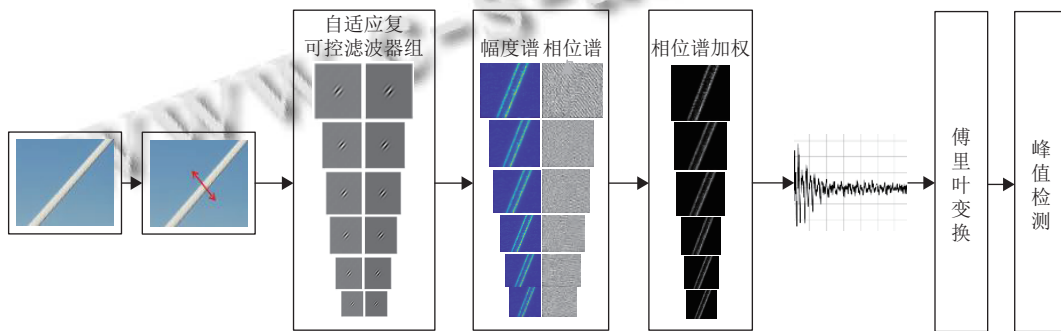 自适应复
可控滤波器组
幅度谱 相位谱
相位谱加权
傅里叶变换
峰值检测